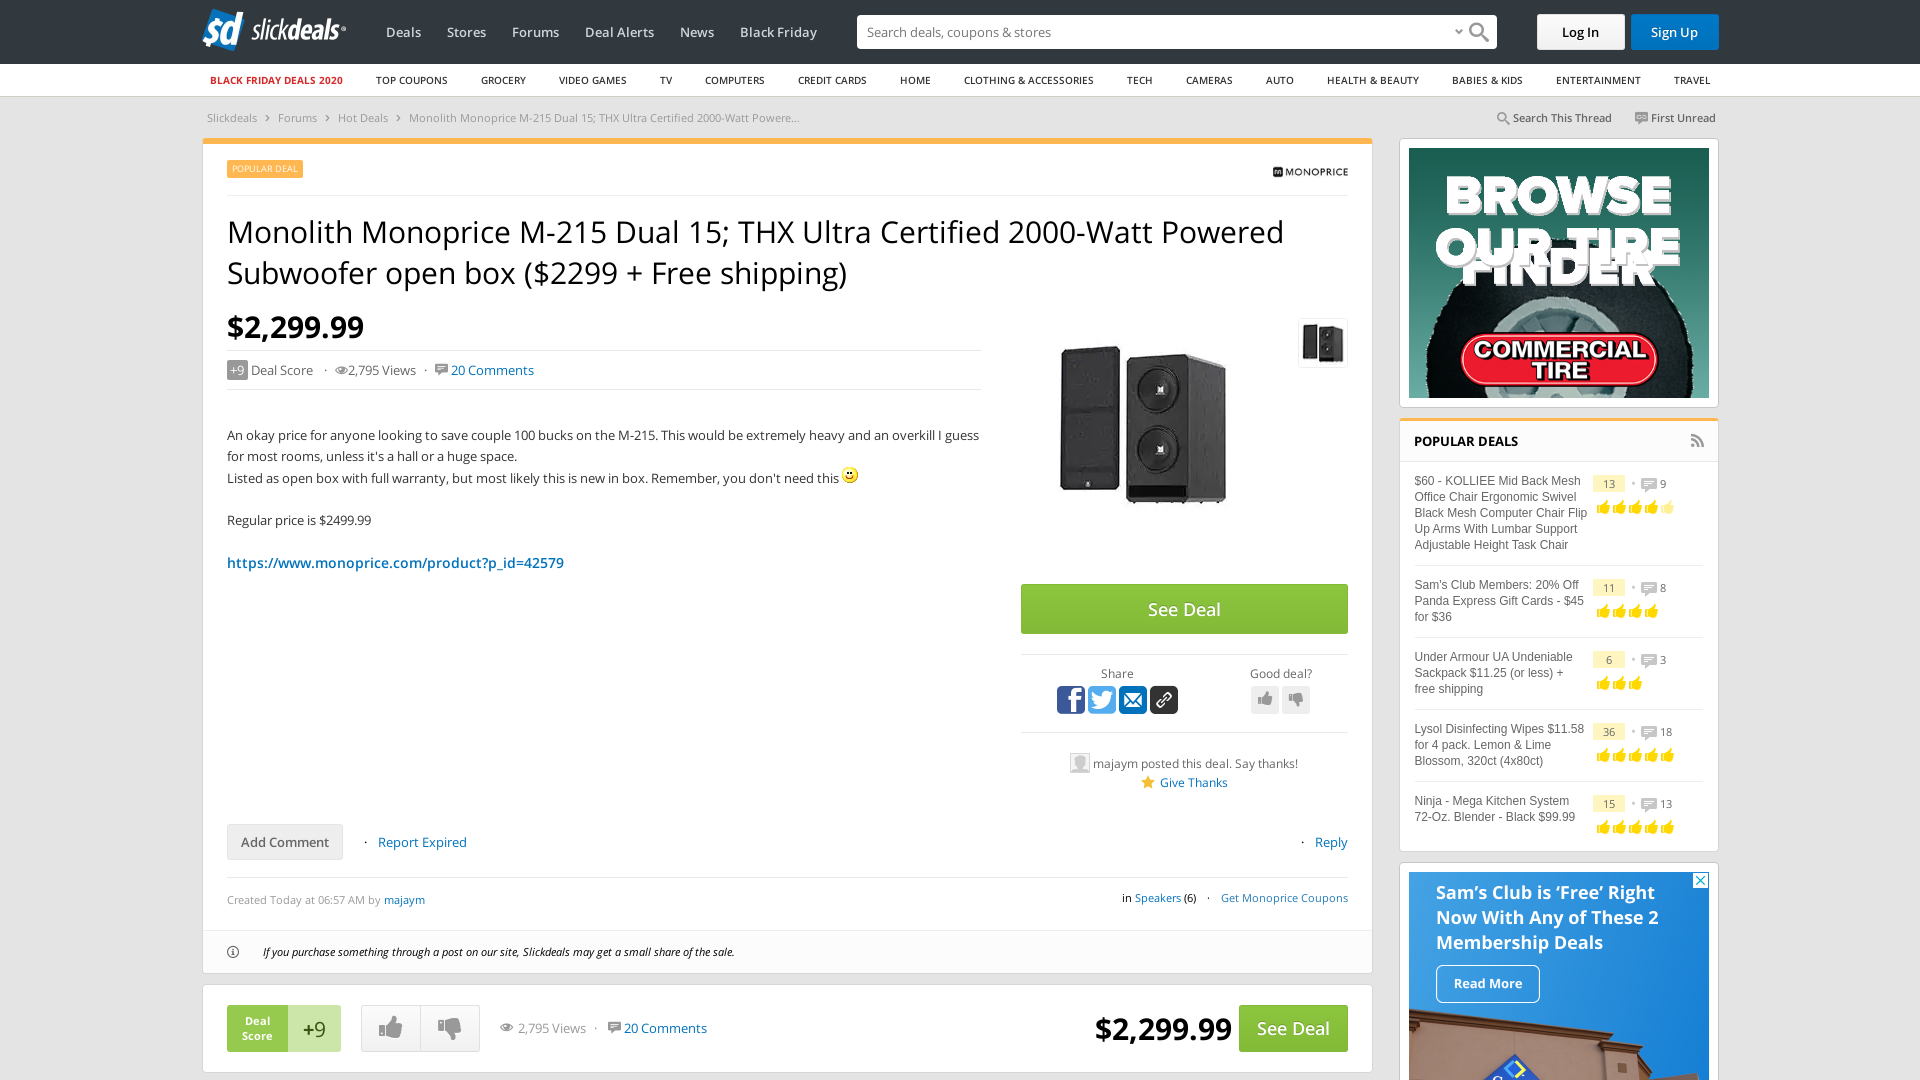 sd slickdeals
Deals
Stores
Forums
Deal Alerts
News
Black Friday
Search deals, coupons & shopping
Log In
Sign Up
BLACK FRIDAY DEALS 2020
TOP COUPONS
GROCERY
VIDEO GAMES
TV
COMPUTERS
CREDIT CARDS
HOME
CLOTHING & ACCESSORIES
TECH
CAMERAS
AUTO
HEALTH & BEAUTY
BABIES & KIDS
ENTERTAINMENT
TRAVEL
Slickdeals › Forums › Hot Deals › Monolith Monoprice M-215 Dual 15; THX Ultra Certified 2000-Watt Powere...
Search This Thread
First Unread
POPULAR DEAL
MONOPRICE
Monolith Monoprice M-215 Dual 15; THX Ultra Certified 2000-Watt Powered
Subwoofer open box ($2299 + Free shipping)
$2,299.99
+9 Deal Score · 2,795 Views · 20 Comments
An okay price for anyone looking to save couple 100 bucks on the M-215. This would be extremely heavy and an overkill I guess
for most rooms, unless it's a hall or a huge space.
Listed as open box with full warranty, but most likely this is new in box. Remember, you don't need this
Regular price is $2499.99
https://www.monoprice.com/product?p_id=42579
See Deal
Share
Good deal?
majaym posted this deal. Say thanks!
Give Thanks
Add Comment
· Report Expired
· Reply
Created Today at 06:57 AM by majaym
in Speakers (6) · Get Monoprice Coupons
If you purchase something through a post on our site, Slickdeals may get a small share of the sale.
Deal
Score
+9
2,795 Views · 20 Comments
$2,299.99
See Deal
BROWSE
OUR TIRE
FINDER
COMMERCIAL
TIRE
POPULAR DEALS
$60 - KOLLIEE Mid Back Mesh
Office Chair Ergonomic Swivel
Black Mesh Computer Chair Flip
Up Arms With Lumbar Support
Adjustable Height Task Chair
13 • 9
Sam's Club Members: 20% Off
Panda Express Gift Cards - $45
for $36
11 • 8
Under Armour UA Undeniable
Sackpack $11.25 (or less) +
free shipping
6 • 3
Lysol Disinfecting Wipes $11.58
for 4 pack. Lemon & Lime
Blossom, 320ct (4x80ct)
36 • 18
Ninja - Mega Kitchen System
72-Oz. Blender - Black $99.99
15 • 13
Sam's Club is 'Free' Right
Now With Any of These 2
Membership Deals
Read More